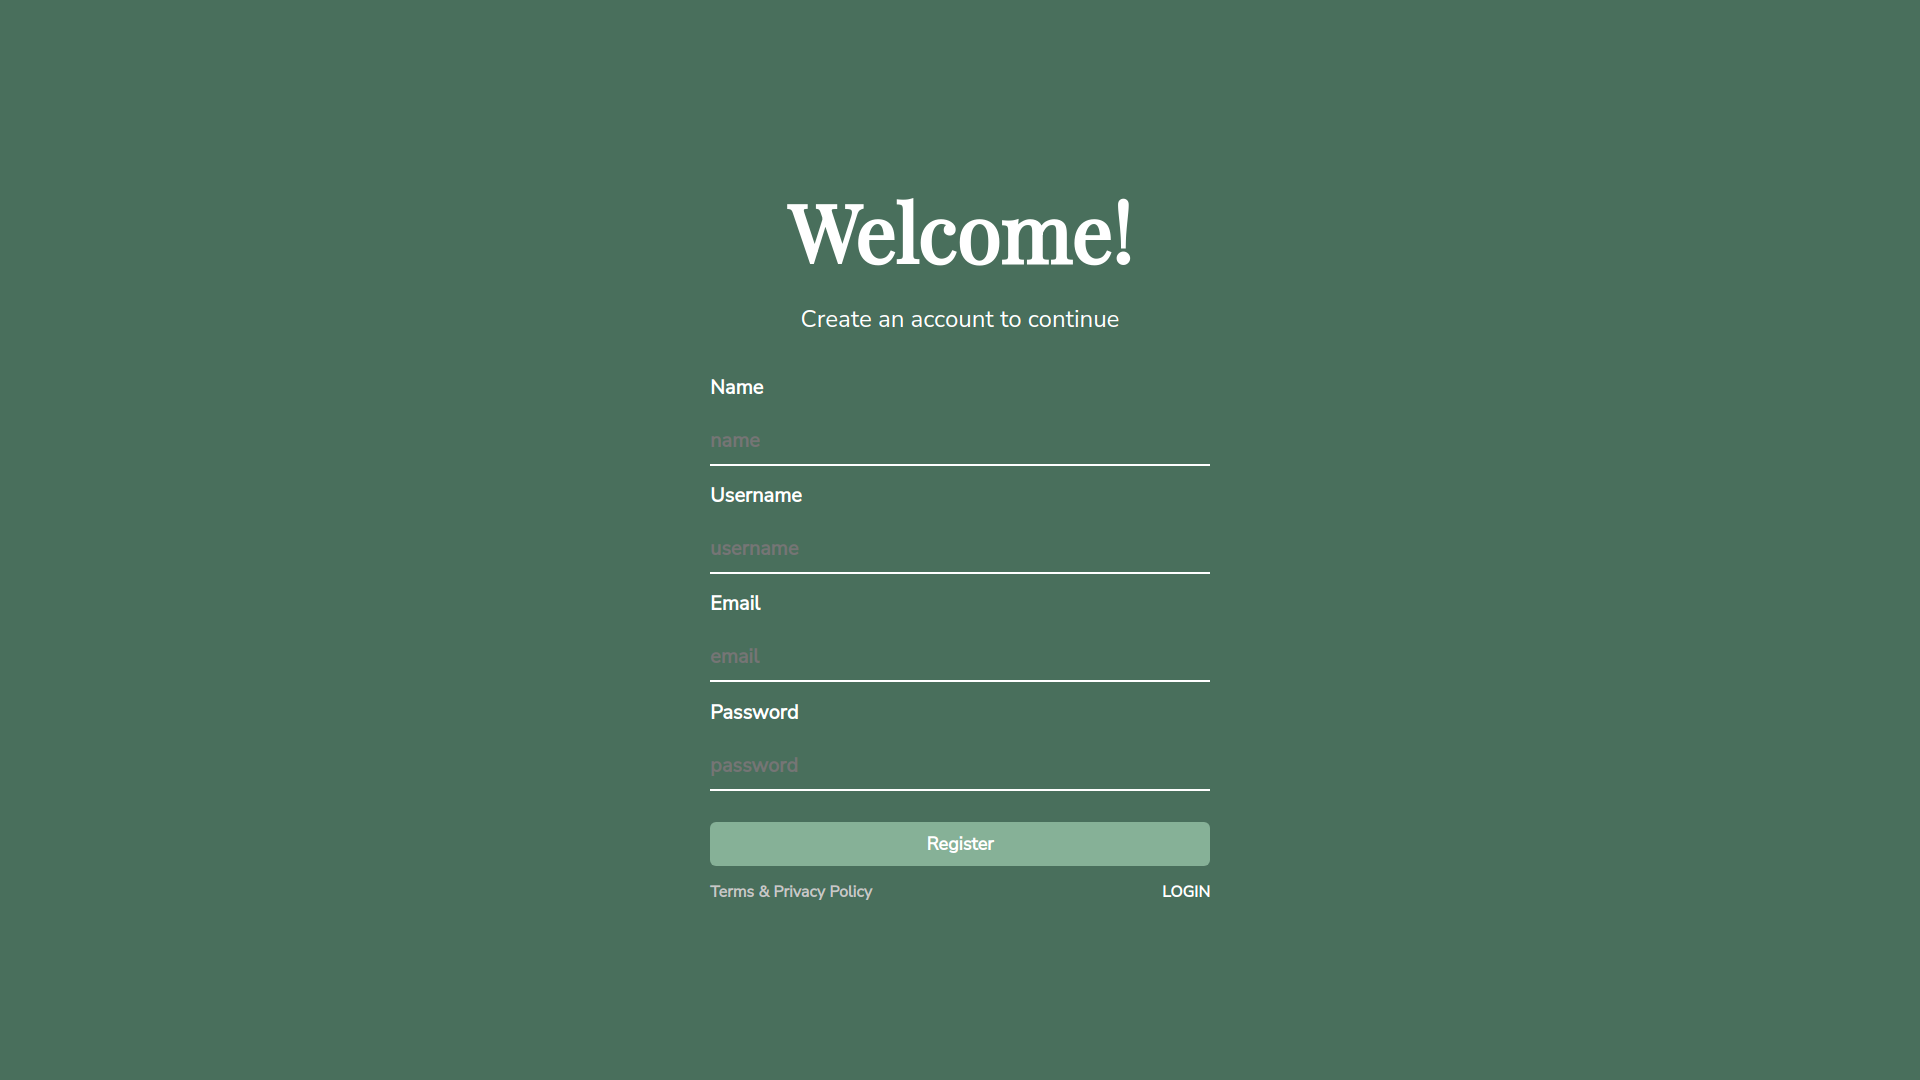 Welcome!
Create an account to continue
Name
name
Username
username
Email
email
Password
password
Register
Terms & Privacy Policy LOGIN